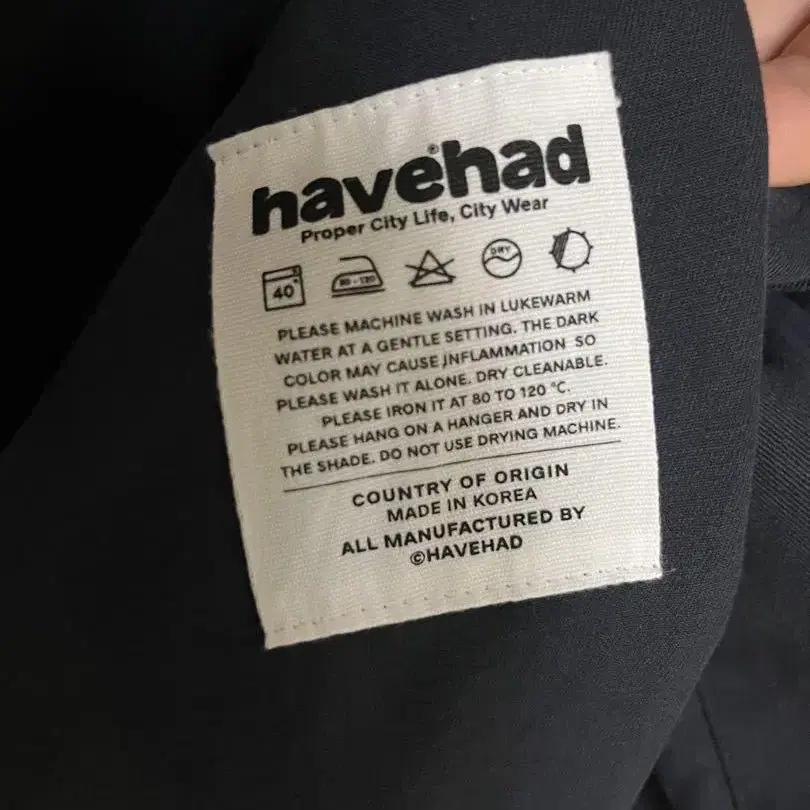 havehad®
Proper City Life, City Wear
40° 80-120 DRY
PLEASE MACHINE WASH IN LUKEWARM
WATER AT A GENTLE SETTING. THE DARK
COLOR MAY CAUSE INFLAMMATION SO
PLEASE WASH IT ALONE. DRY CLEANABLE.
PLEASE IRON IT AT 80 TO 120 °C.
PLEASE HANG ON A HANGER AND DRY IN
THE SHADE. DO NOT USE DRYING MACHINE.
COUNTRY OF ORIGIN
MADE IN KOREA
ALL MANUFACTURED BY
©HAVEHAD